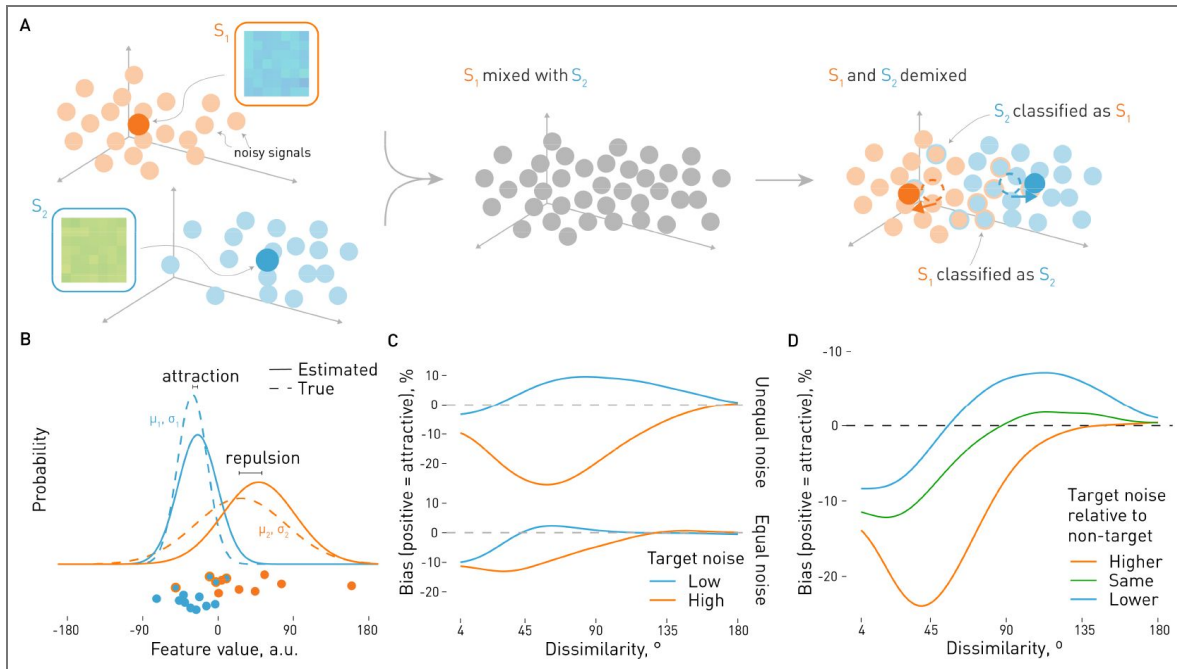 A
S1
noisy signals
S2
S1 mixed with S2
S1 and S2 demixed
S2 classified as S1
S1 classified as S2
B
attraction
Estimated
True
μ1, σ1
repulsion
μ2, σ2
Probability
-180 -90 0 90 180
Feature value, a.u.
C
Bias (positive = attractive), %
10
0
-10
-20
Unequal noise
10
0
-10
-20
Equal noise
Target noise
Low
High
4 45 90 135 180
Dissimilarity, °
D
Bias (positive = attractive), %
-10
0
-10
-20
Target noise
relative to
non-target
Higher
Same
Lower
4 45 90 135 180
Dissimilarity, °